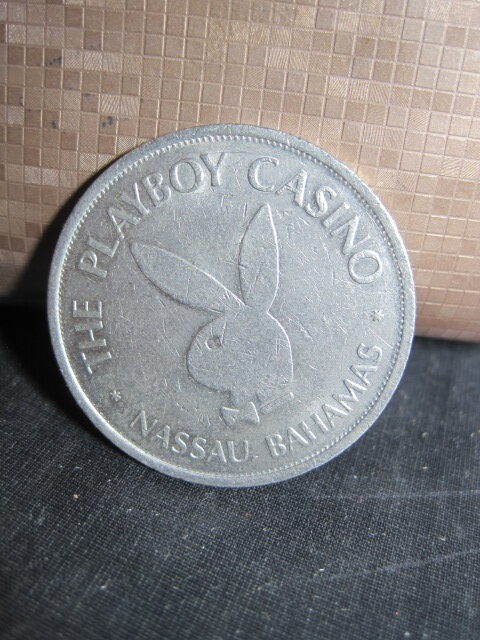 THE PLAYBOY CASINO
* NASSAU. BAHAMAS *